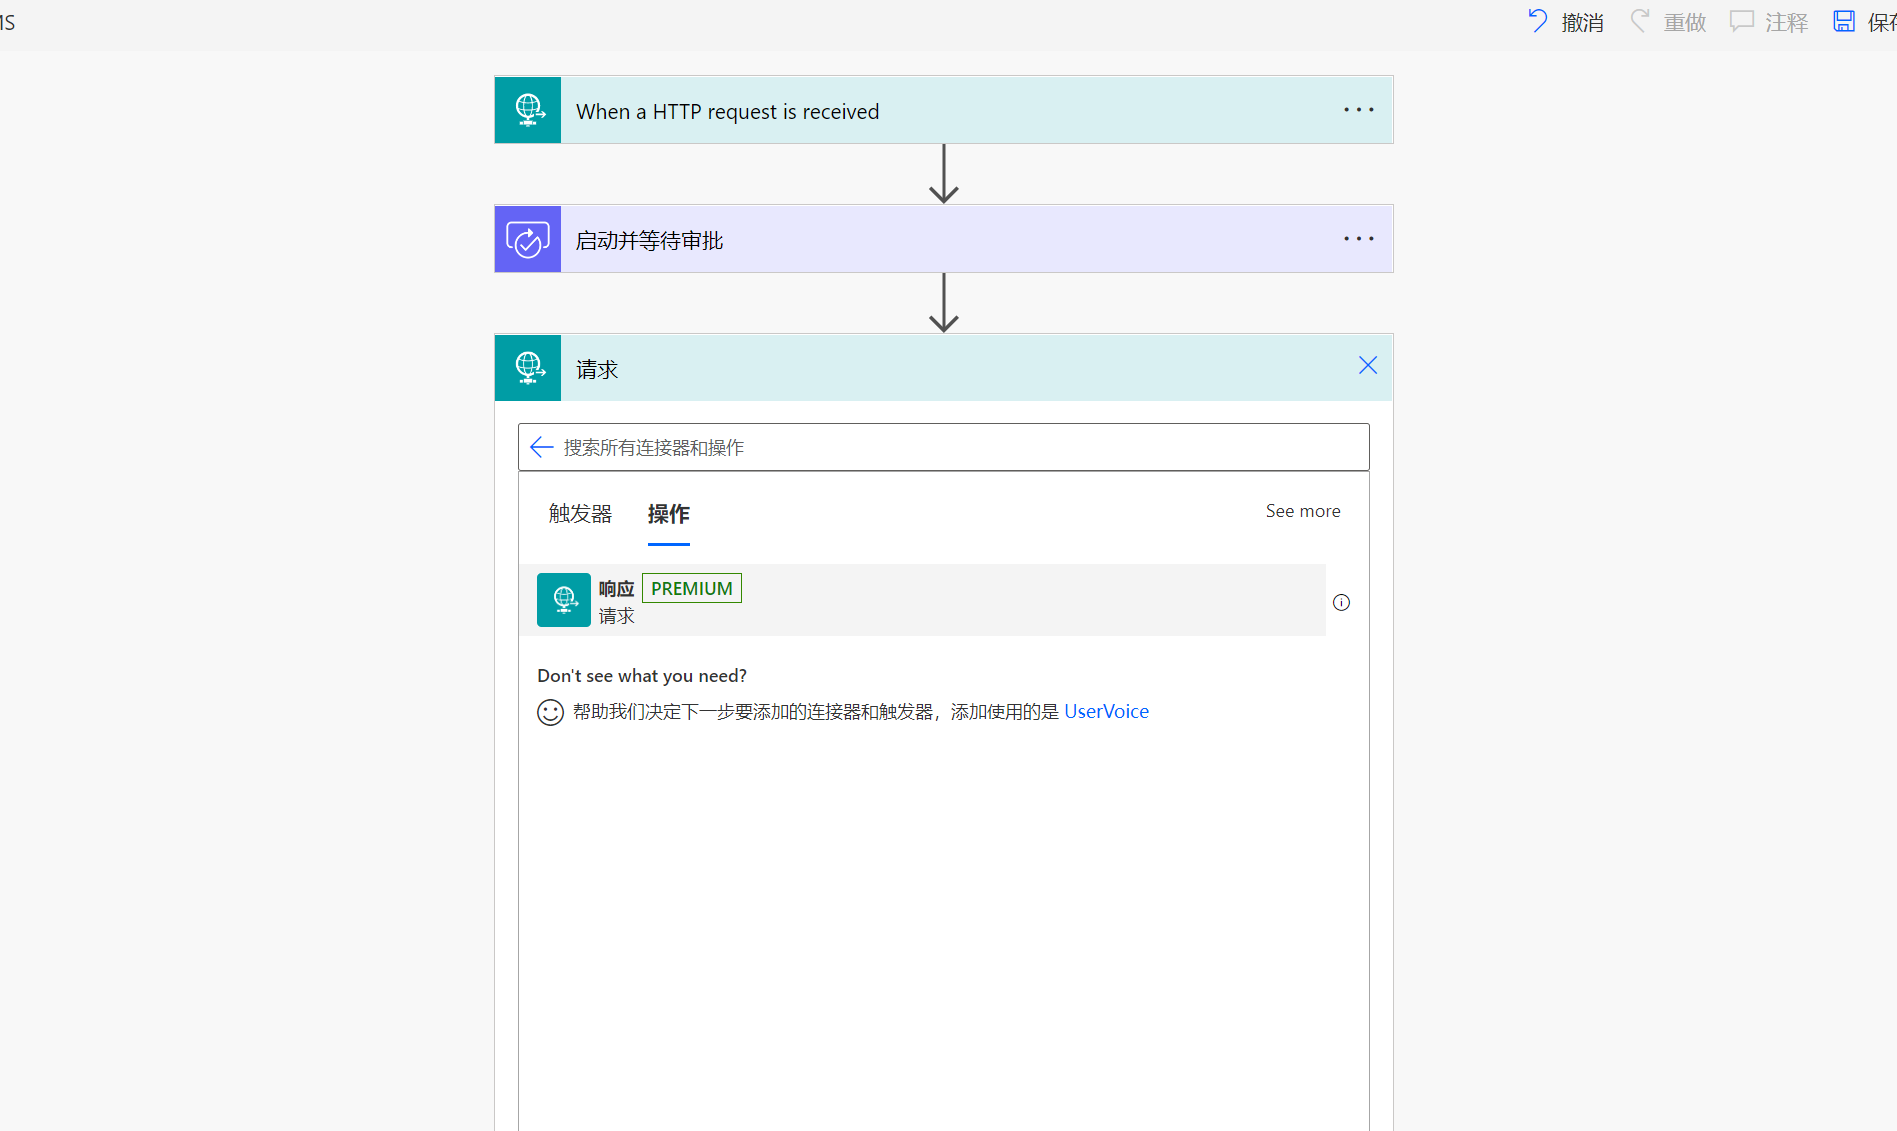 撤消
重做
注释
When a HTTP request is received
启动并等待审批
请求
搜索所有连接器和操作
触发器
操作
See more
响应 PREMIUM
请求
Don't see what you need?
帮助我们决定下一步要添加的连接器和触发器，添加使用的是 UserVoice